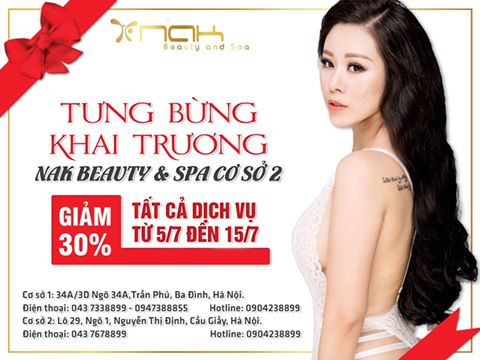 nak
Beauty and Spa
TƯNG BỪNG
KHAI TRƯƠNG
NAK BEAUTY & SPA CƠ SỞ 2
GIẢM
30%
TẤT CẢ DỊCH VỤ
TỪ 5/7 ĐẾN 15/7
Cơ sở 1: 34A/3D Ngõ 34A,Trần Phú, Ba Đình, Hà Nội.
Điện thoại: 043 7338899 - 0947388855 Hotline: 0904238899
Cơ sở 2: Lô 29, Ngõ 1, Nguyễn Thị Định, Cầu Giấy, Hà Nội.
Điện thoại: 043 7678899 Hotline: 0904238899